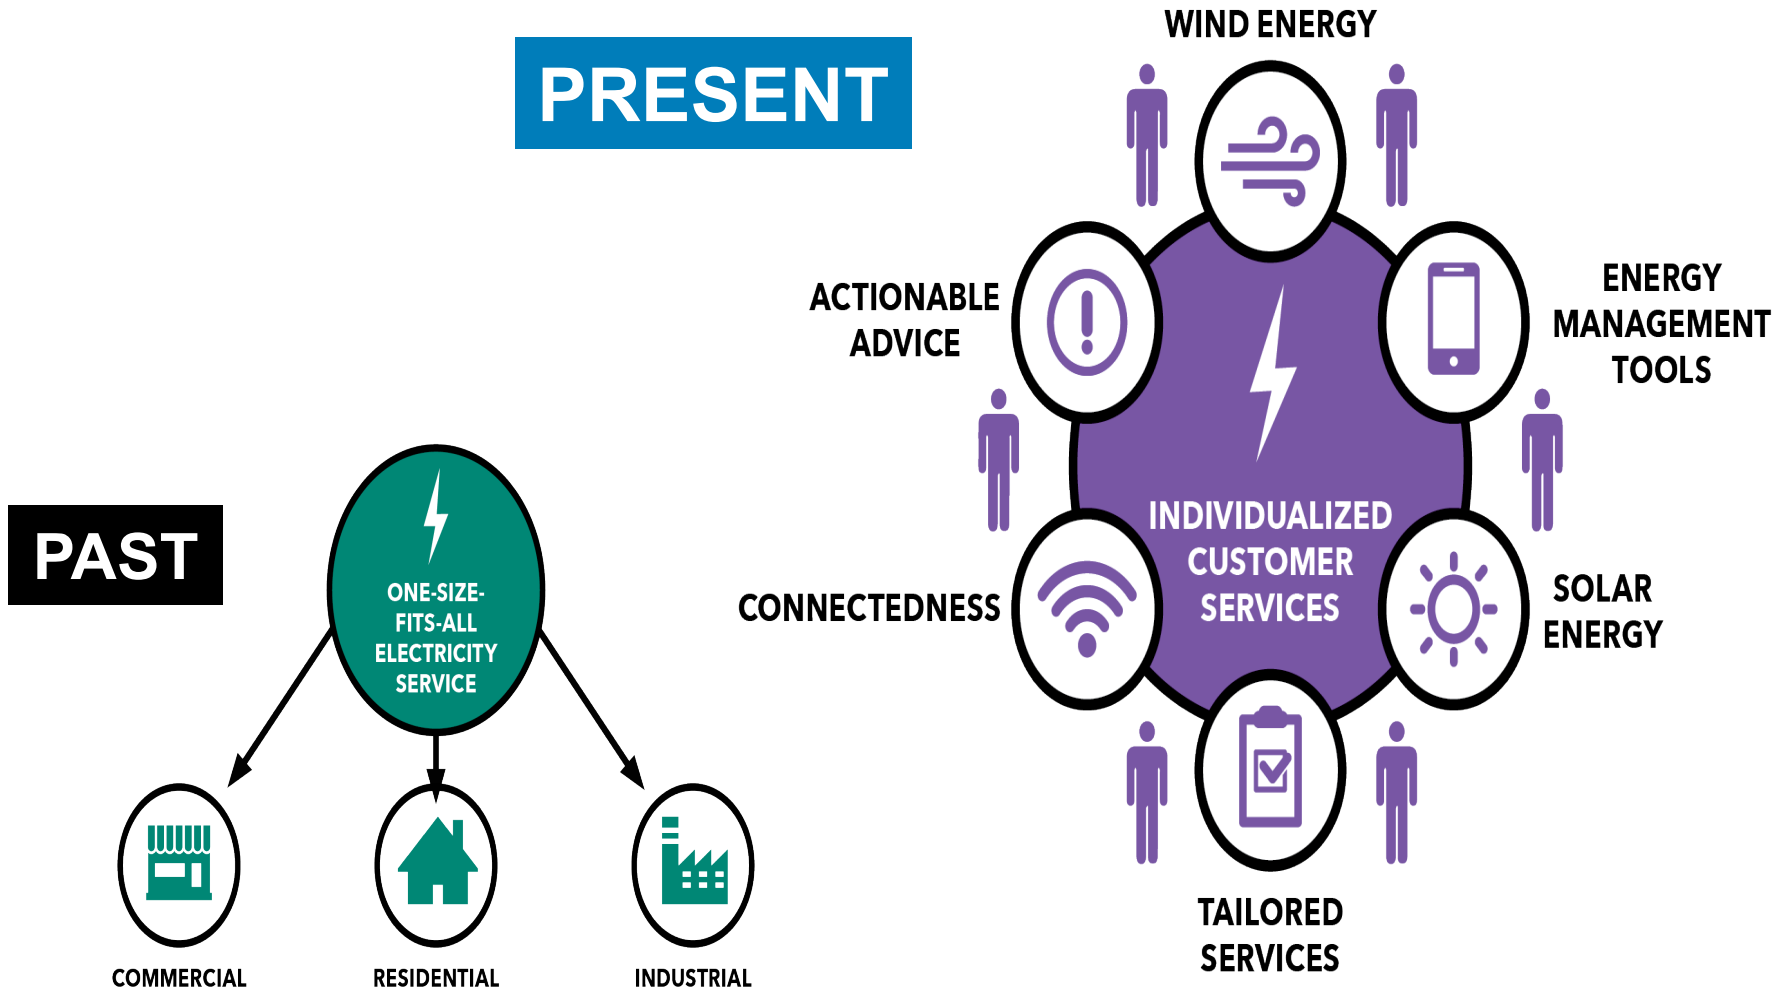 PRESENT
WIND ENERGY
ACTIONABLE
ADVICE
ENERGY
MANAGEMENT
TOOLS
INDIVIDUALIZED
CUSTOMER
SERVICES
CONNECTEDNESS
SOLAR
ENERGY
TAILORED
SERVICES
PAST
ONE-SIZE-
FITS-ALL
ELECTRICITY
SERVICE
COMMERCIAL
RESIDENTIAL
INDUSTRIAL